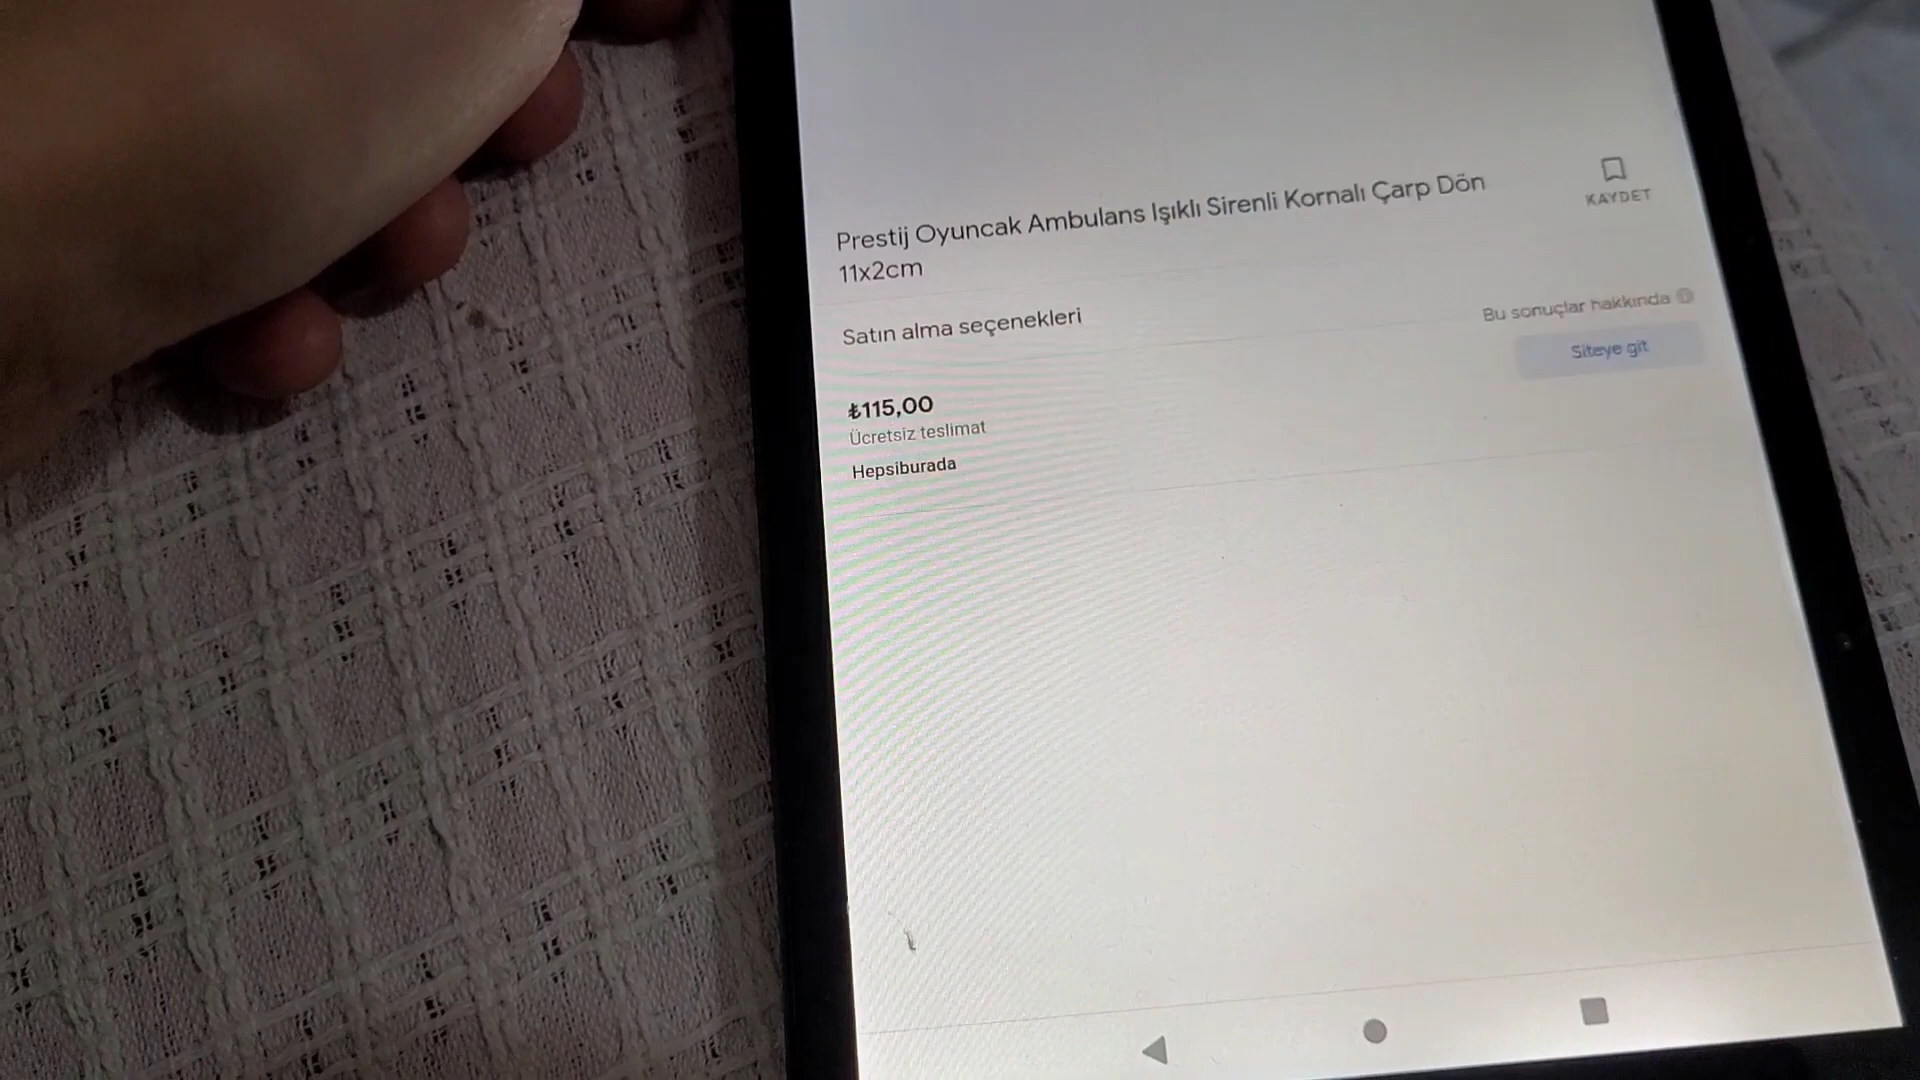 Prestij Oyuncak Ambulans Işıklı Sirenli Kornalı Çarp Dön
11x2cm
KAYDET
Satın alma seçenekleri
Bu sonuçlar hakkında
Siteye git
₺115,00
Ücretsiz teslimat
Hepsiburada